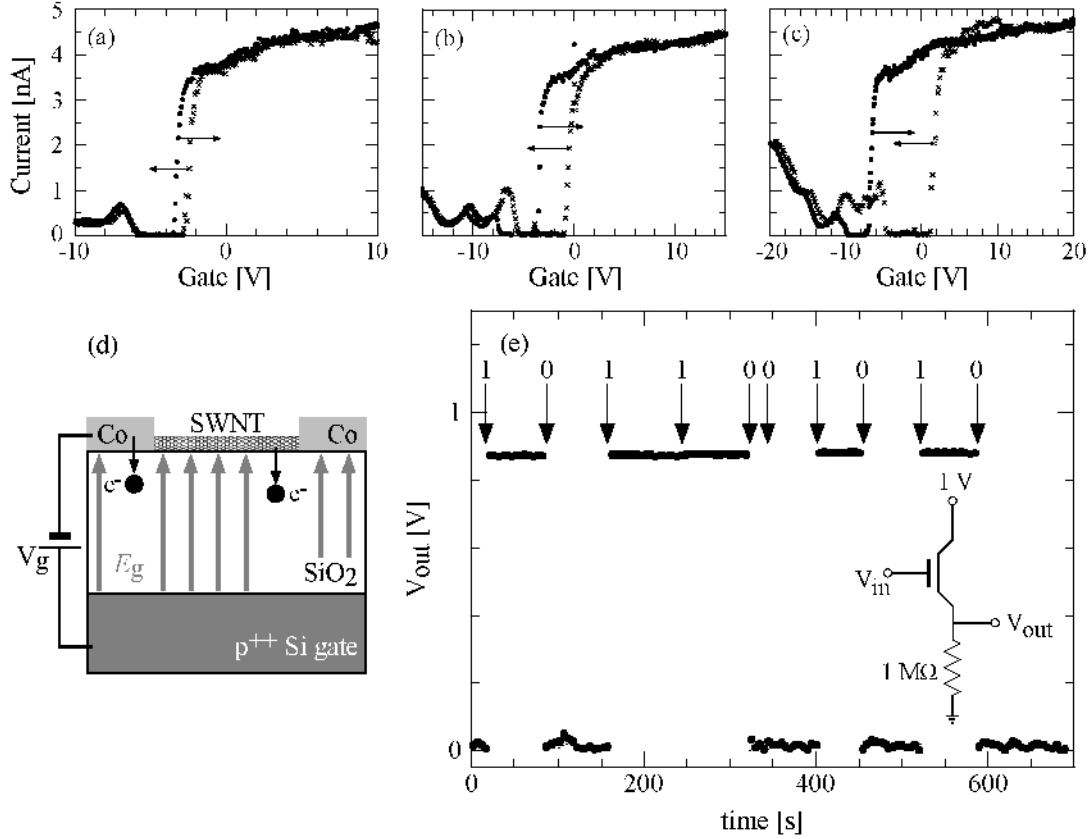 (a)
(b)
(c)
5
4
3
2
1
0
Current [nA]
-10 0 10
-10 0 10
-20 -10 0 10 20
Gate [V]
Gate [V]
Gate [V]
(d)
SWNT
Co
Co
e-
e-
Vg
Eg
SiO2
p++ Si gate
(e)
1 0 1 1 0 0 1 0 1 0
1
0
Vout [V]
1 V
Vin
Vout
1 MΩ
0 200 400 600
time [s]